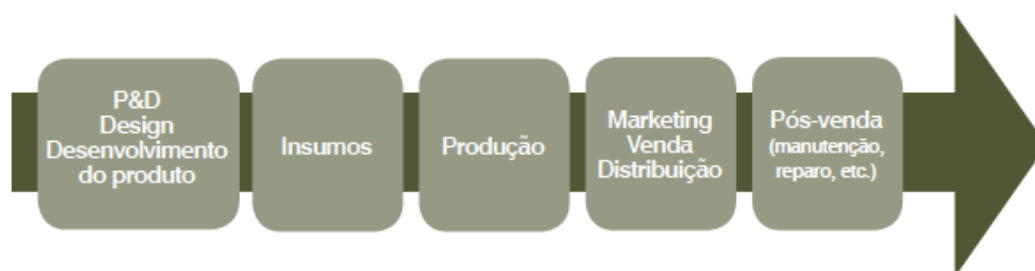 P&D
Design
Desenvolvimento
do produto
Insumos
Produção
Marketing
Venda
Distribuição
Pós-venda
(manutenção,
reparo, etc.)